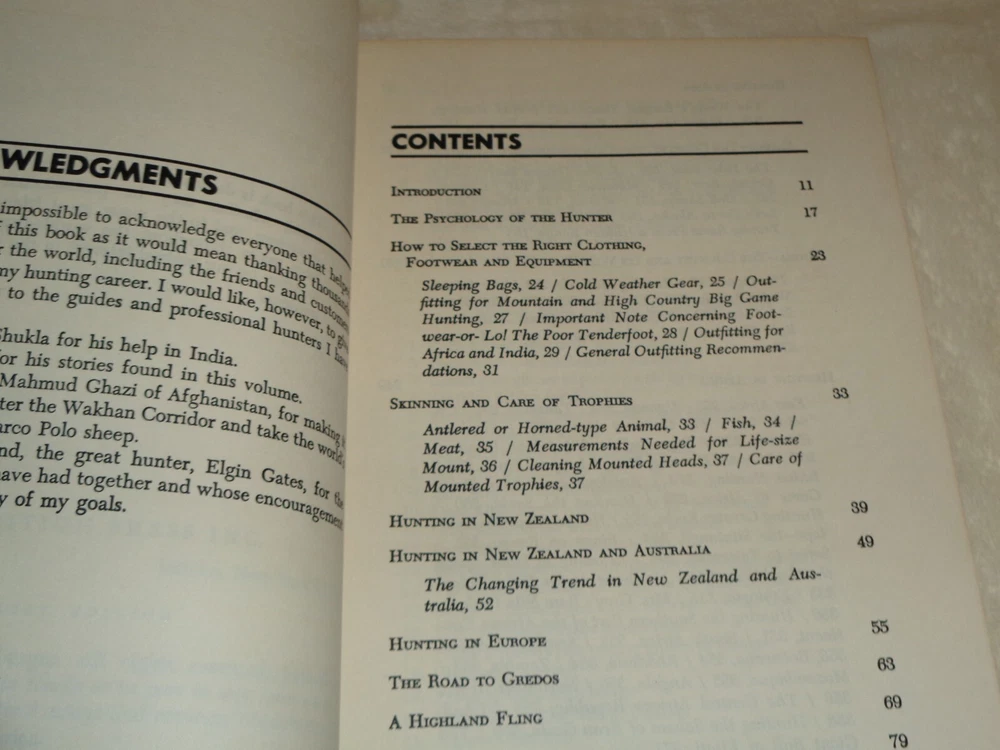 WLEDGMENTS
impossible to acknowledge everyone that
this book as it would mean thanking
the world, including the friends and
my hunting career. I would like, however, to
to the guides and professional hunters I
Shukla for his help in India.
or his stories found in this volume.
Mahmud Ghazi of Afghanistan, for making
ter the Wakhan Corridor and take the
arco Polo sheep.
nd, the great hunter, Elgin Gates, for the
have had together and whose encouragement
y of my goals.
CONTENTS
INTRODUCTION 11
THE PSYCHOLOGY OF THE HUNTER 17
HOW TO SELECT THE RIGHT CLOTHING,
FOOTWEAR AND EQUIPMENT 23
Sleeping Bags, 24 / Cold Weather Gear, 25 / Out-
fitting for Mountain and High Country Big Game
Hunting, 27 / Important Note Concerning Foot-
wear-or- Lo! The Poor Tenderfoot, 28 / Outfitting for
Africa and India, 29 / General Outfitting Recommen-
dations, 31
SKINNING AND CARE OF TROPHIES 33
Antlered or Horned-type Animal, 33 / Fish, 34 /
Meat, 35 / Measurements Needed for Life-size
Mount, 36 / Cleaning Mounted Heads, 37 / Care of
Mounted Trophies, 37
HUNTING IN NEW ZEALAND 39
HUNTING IN NEW ZEALAND AND AUSTRALIA 49
The Changing Trend in New Zealand and Aus-
tralia, 52
HUNTING IN EUROPE 55
THE ROAD TO GREDOS 63
A HIGHLAND FLING 69
79